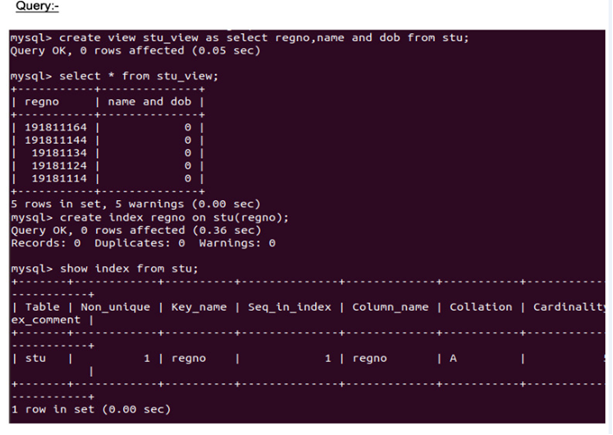 Query:-
mysql> create view stu_view as select regno,name and dob from stu;
Query OK, 0 rows affected (0.05 sec)
mysql> select * from stu_view;
+-----------+--------------+
| regno     | name and dob |
+-----------+--------------+
| 191811164 |            0 |
| 191811144 |            0 |
|  19181134 |            0 |
|  19181124 |            0 |
|  19181114 |            0 |
+-----------+--------------+
5 rows in set, 5 warnings (0.00 sec)
mysql> create index regno on stu(regno);
Query OK, 0 rows affected (0.36 sec)
Records: 0  Duplicates: 0  Warnings: 0
mysql> show index from stu;
+-------+------------+----------+--------------+-------------+-----------+------------
-----------+
| Table | Non_unique | Key_name | Seq_in_index | Column_name | Collation | Cardinality
ex_comment |
+-------+------------+----------+--------------+-------------+-----------+------------
-----------+
| stu   |          1 | regno    |            1 | regno       | A         |
           |
+-------+------------+----------+--------------+-------------+-----------+------------
-----------+
1 row in set (0.00 sec)